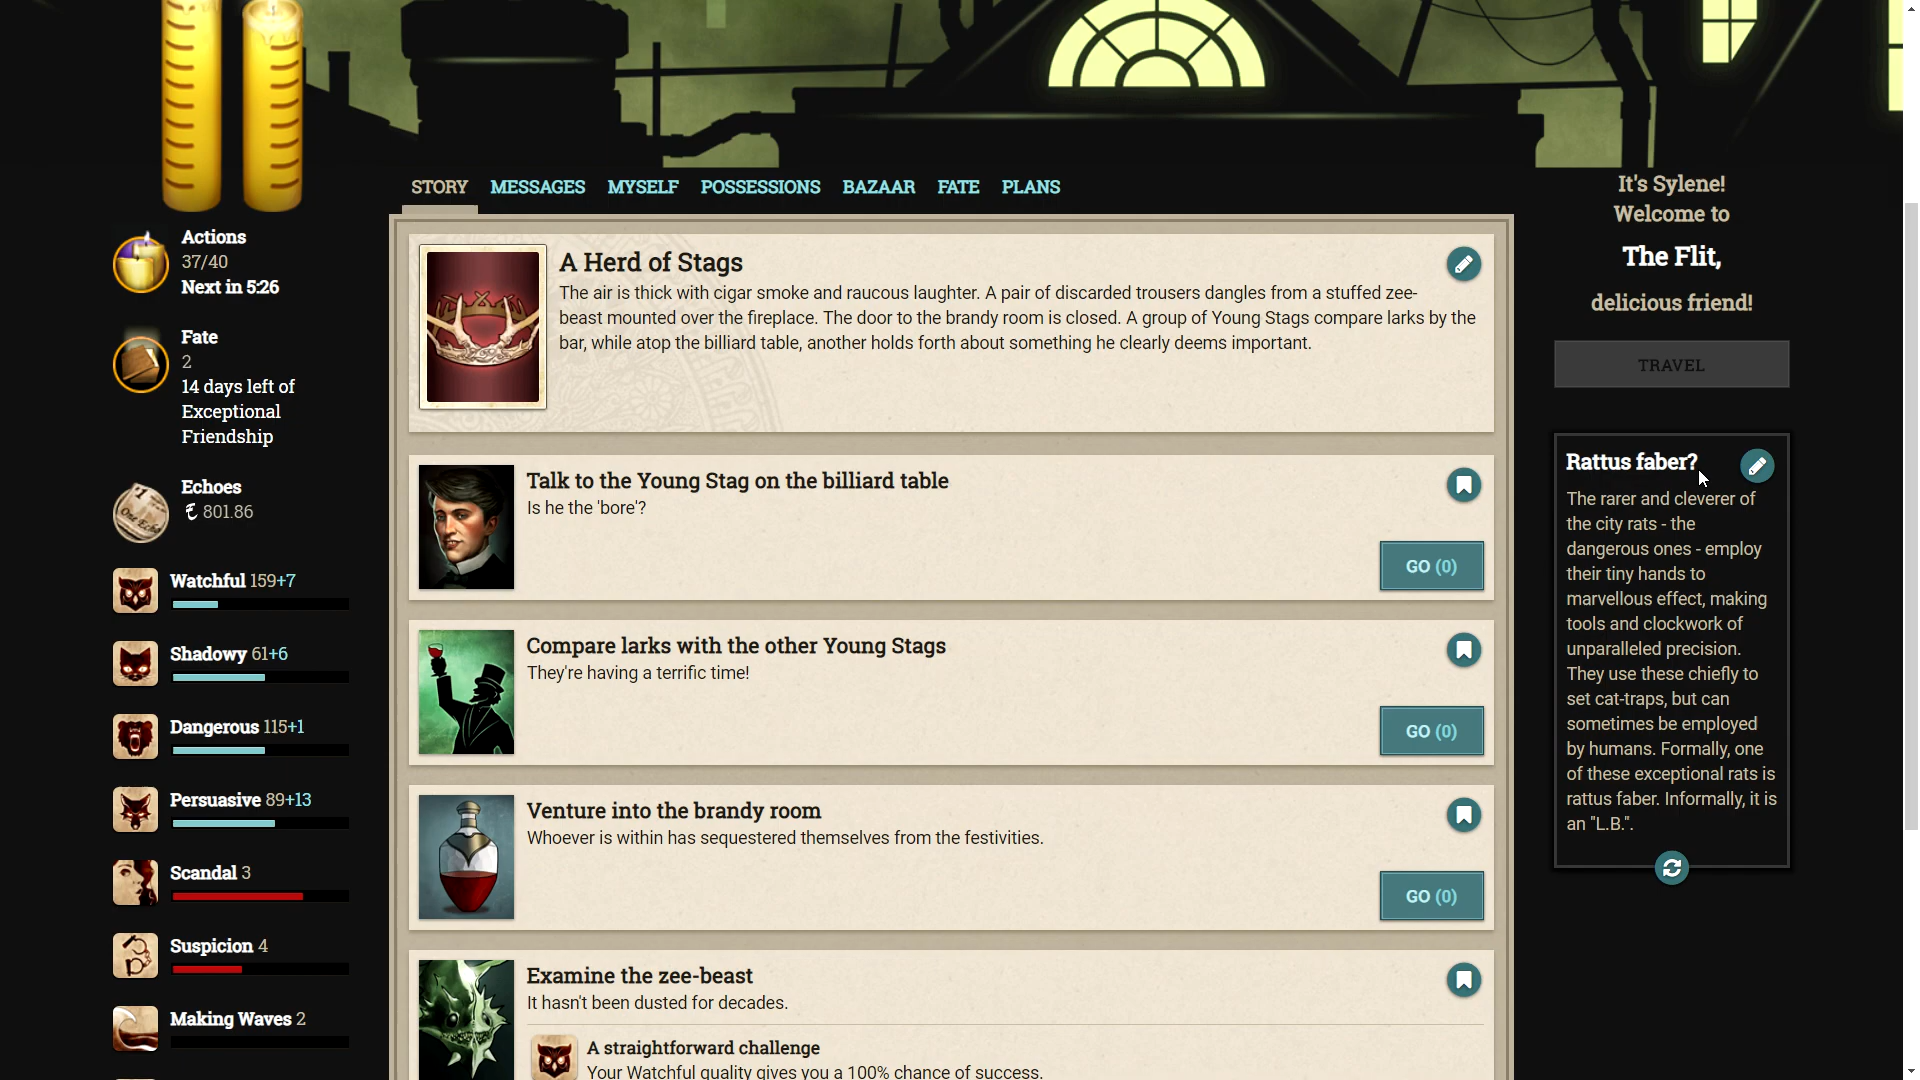 STORY MESSAGES MYSELF POSSESSIONS BAZAAR FATE PLANS
Actions
37/40
Next in 5:26
Fate
2
14 days left of
Exceptional
Friendship
Echoes
801.86
Watchful 159+7
Shadowy 61+6
Dangerous 115+1
Persuasive 89+13
Scandal 3
Suspicion 4
Making Waves 2
A Herd of Stags
The air is thick with cigar smoke and raucous laughter. A pair of discarded trousers dangles from a stuffed zee-
beast mounted over the fireplace. The door to the brandy room is closed. A group of Young Stags compare larks by the
bar, while atop the billiard table, another holds forth about something he clearly deems important.
Talk to the Young Stag on the billiard table
Is he the 'bore'?
GO (0)
Compare larks with the other Young Stags
They're having a terrific time!
GO (0)
Venture into the brandy room
Whoever is within has sequestered themselves from the festivities.
GO (0)
Examine the zee-beast
It hasn't been dusted for decades.
A straightforward challenge
Your Watchful quality gives you a 100% chance of success.
It's Sylene!
Welcome to
The Flit,
delicious friend!
TRAVEL
Rattus faber?
The rarer and cleverer of
the city rats - the
dangerous ones - employ
their tiny hands to
marvellous effect, making
tools and clockwork of
unparalleled precision.
They use these chiefly to
set cat-traps, but can
sometimes be employed
by humans. Formally, one
of these exceptional rats is
rattus faber. Informally, it is
an "L.B.".